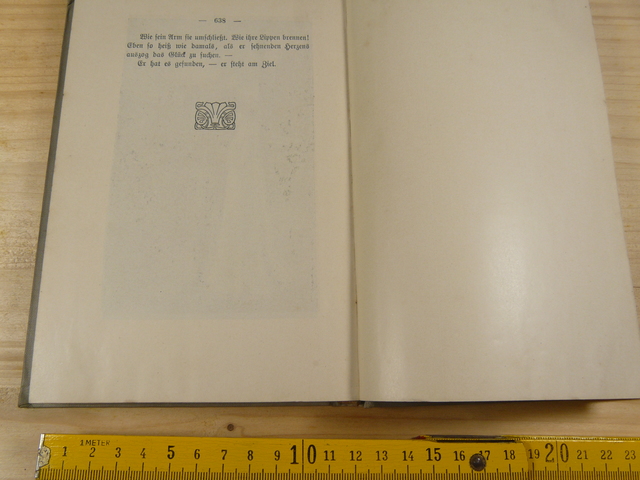 — 638 —
Wie sein Arm sie umschließt. Wie ihre Lippen brennen!
Eben so heiß wie damals, als er sehnenden Herzens
auszog das Glück zu suchen. —
Er hat es gefunden, — er steht am Ziel.
1 METER
1 2 3 4 5 6 7 8 9 10 11 12 13 14 15 16 17 18 19 20 21 22 23